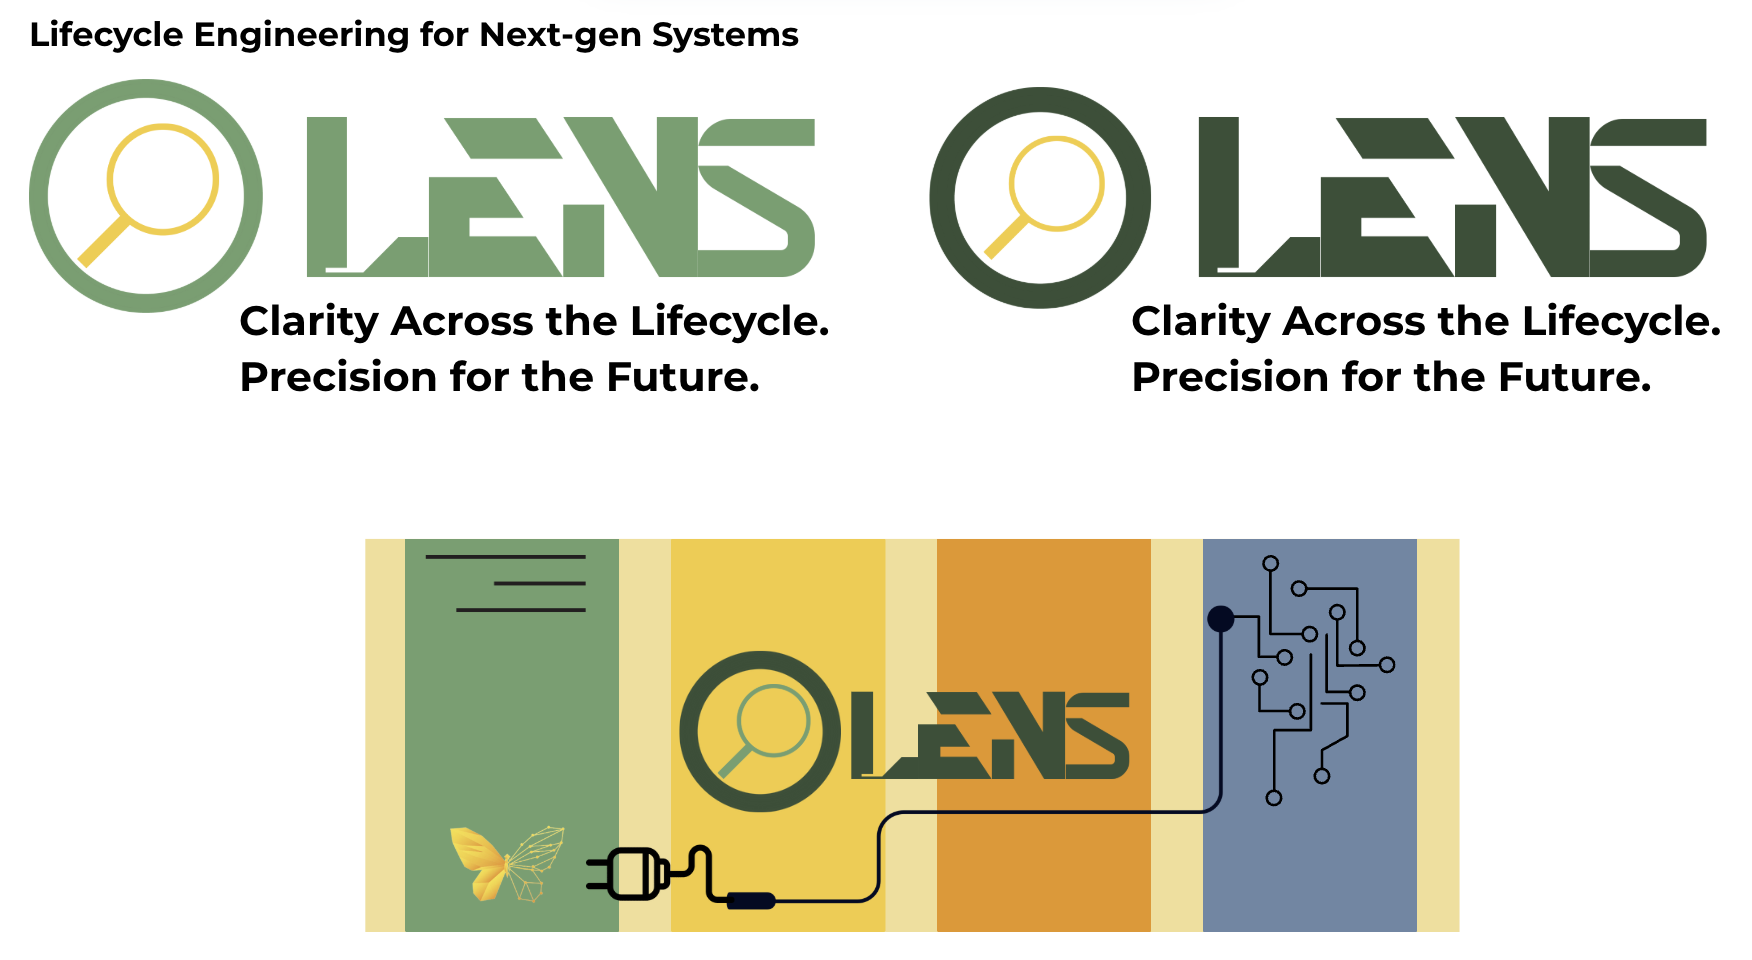 Lifecycle Engineering for Next-gen Systems
LENS
Clarity Across the Lifecycle.
Precision for the Future.
LENS
Clarity Across the Lifecycle.
Precision for the Future.
LENS